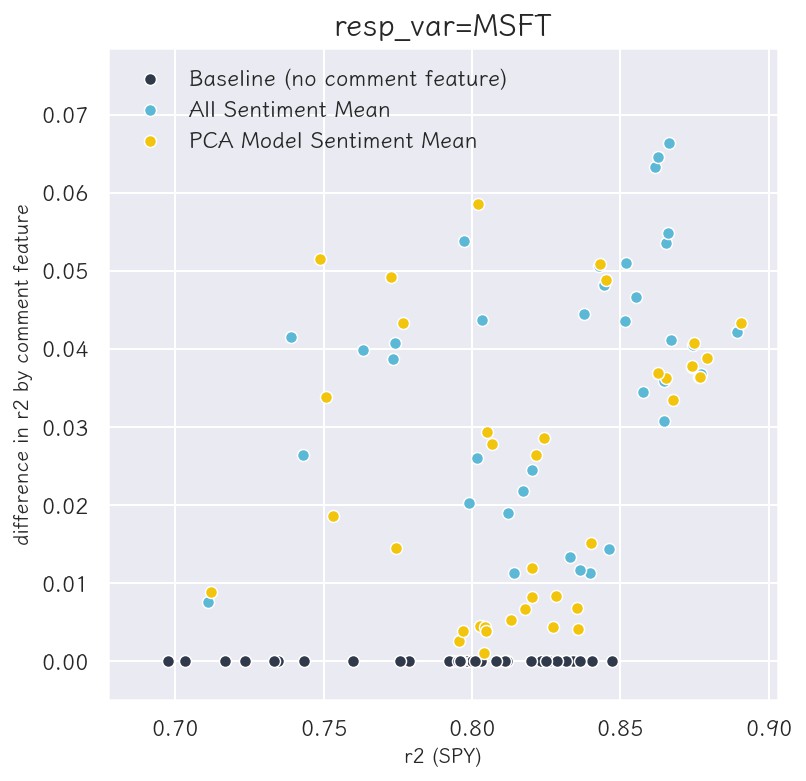 resp_var=MSFT
Baseline (no comment feature)
All Sentiment Mean
PCA Model Sentiment Mean
difference in r2 by comment feature
0.07
0.06
0.05
0.04
0.03
0.02
0.01
0.00
0.70 0.75 0.80 0.85 0.90
r2 (SPY)